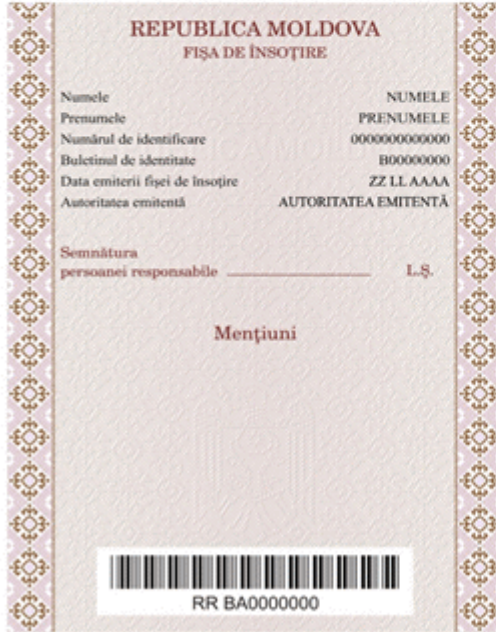 REPUBLICA MOLDOVA
FIȘA DE ÎNSOȚIRE
Numele NUMELE
Prenumele PRENUMELE
Numărul de identificare 0000000000000
Buletinul de identitate B00000000
Data emiterii fișei de însoțire ZZ LL AAAA
Autoritatea emitentă AUTORITATEA EMITENTĂ
Semnătura
persoanei responsabile L.Ș.
Mențiuni
RR BA0000000